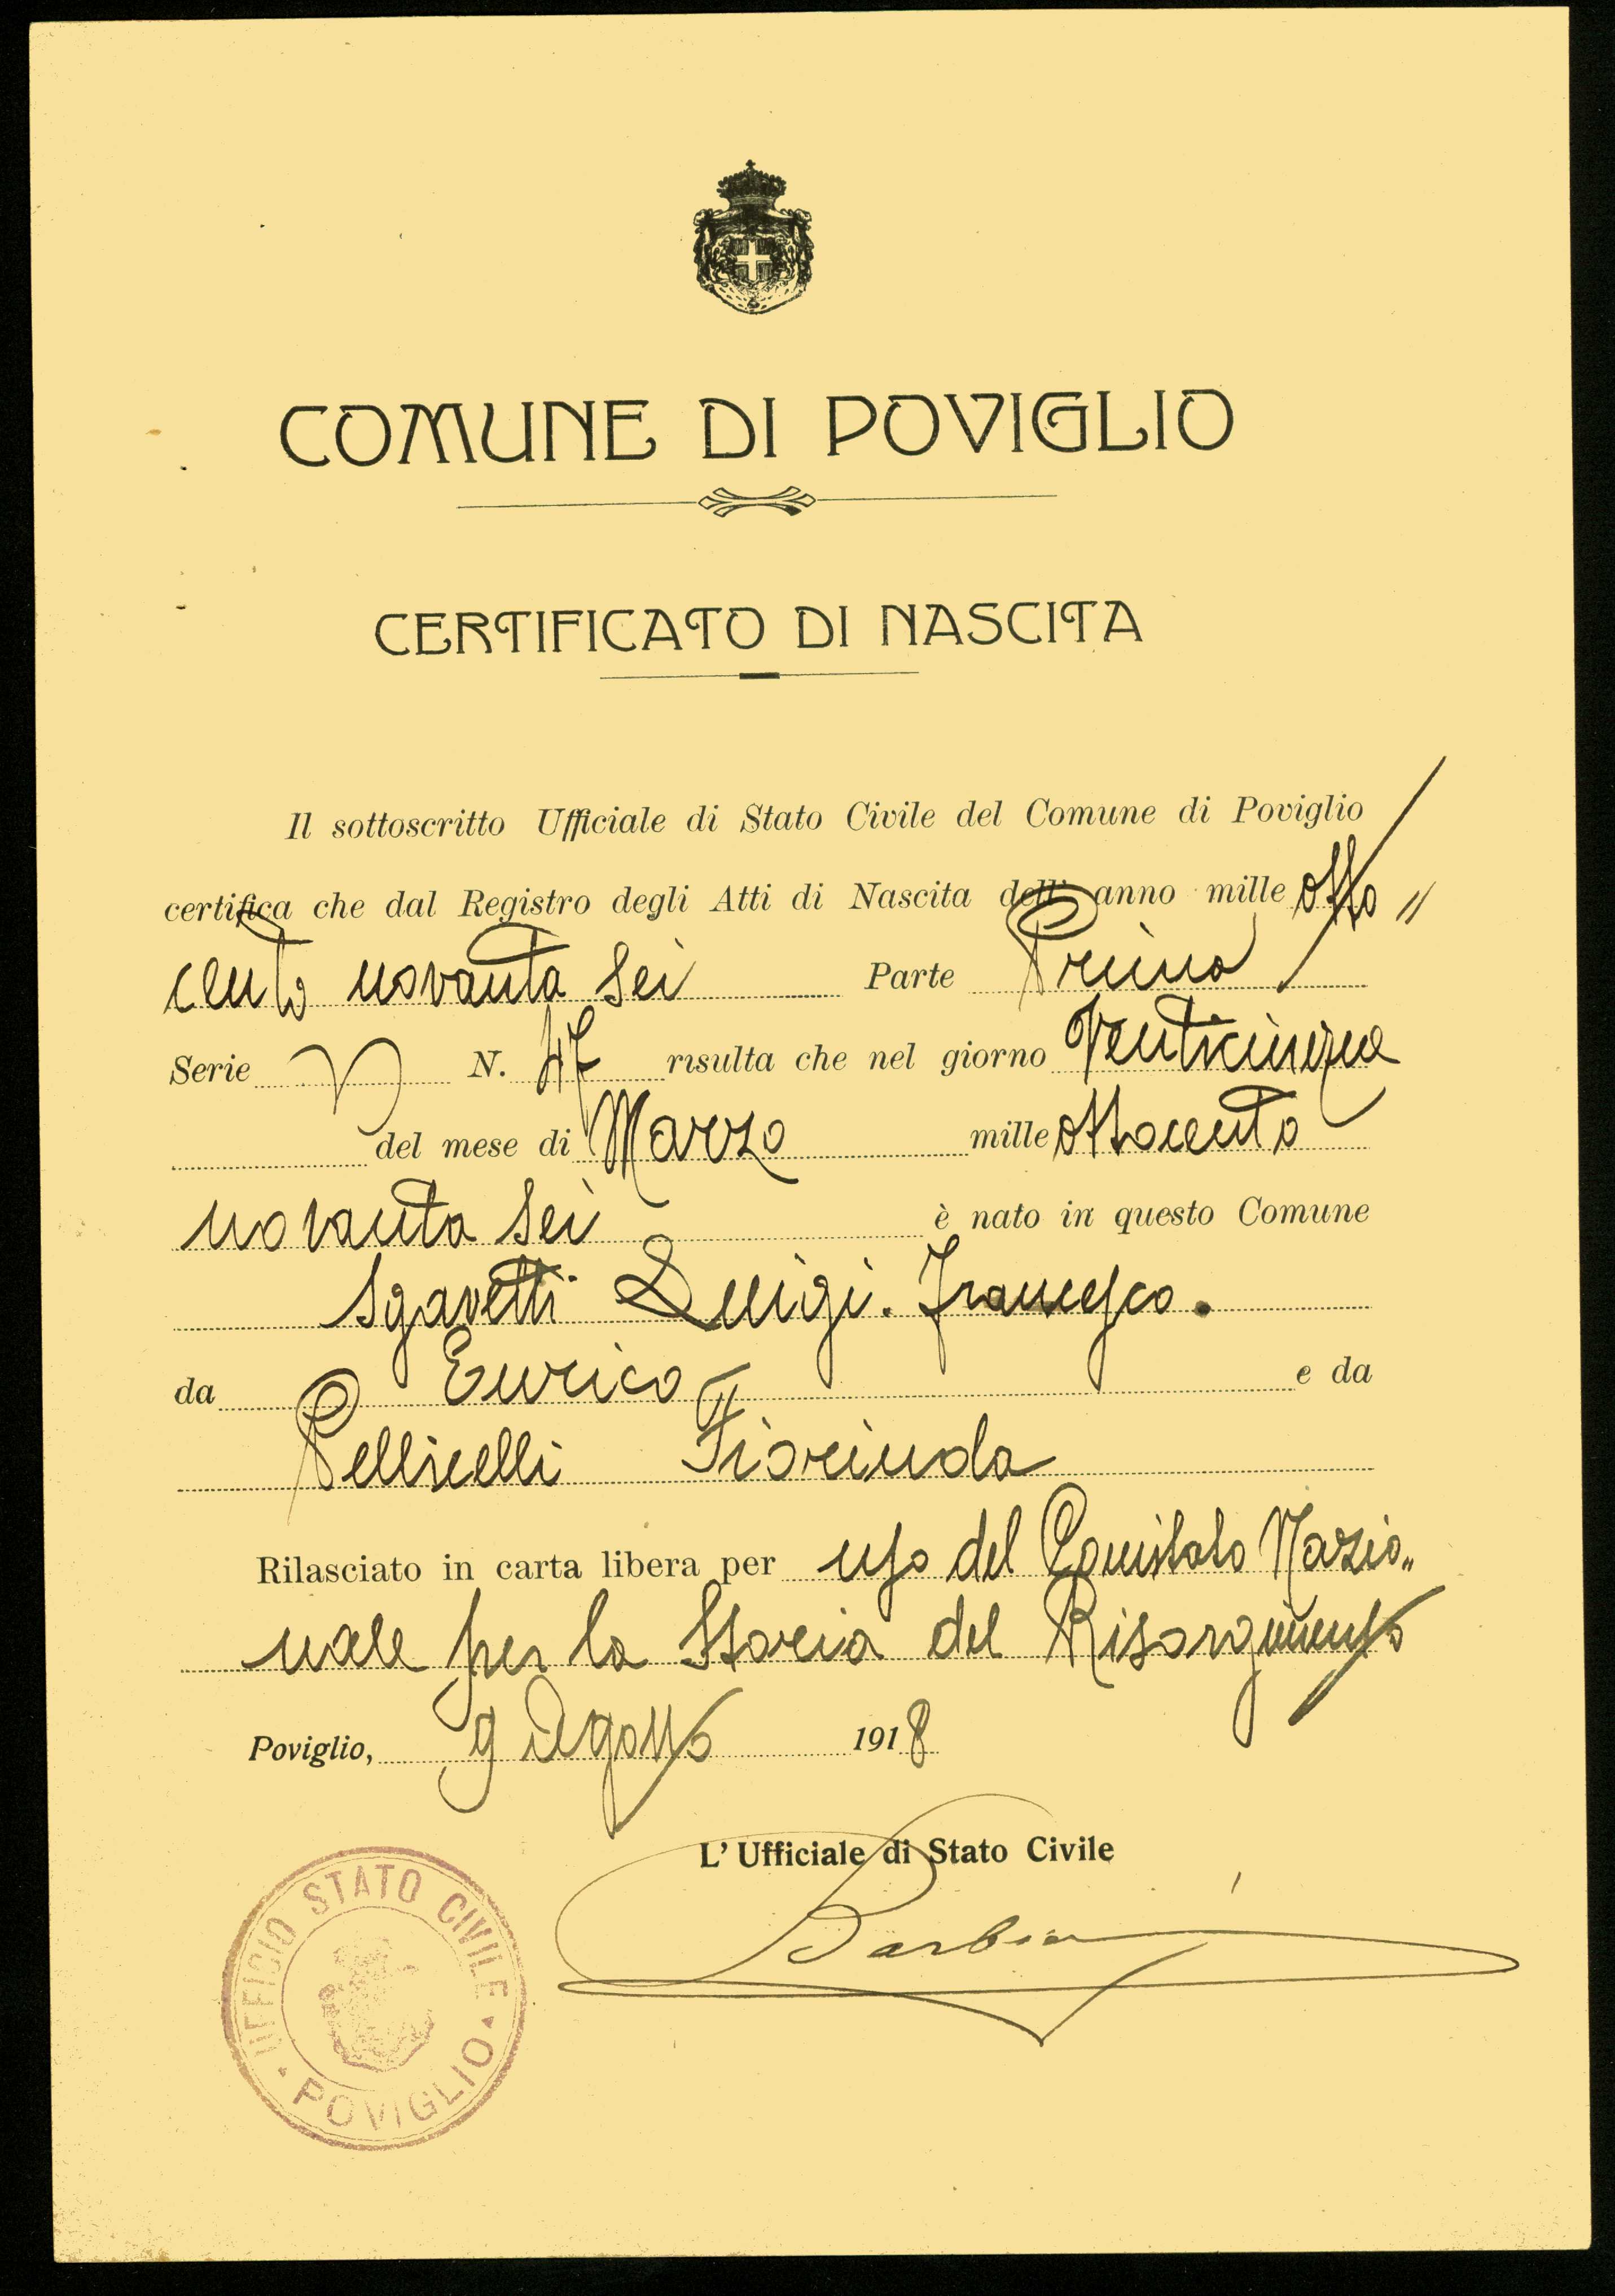 COMUNE DI POVIGLIO
CERTIFICATO DI NASCITA
Il sottoscritto Ufficiale di Stato Civile del Comune di Poviglio
certifica che dal Registro degli Atti di Nascita dell' anno mille otto „
cento novanta sei Parte Prima
Serie N. 47 risulta che nel giorno Venticinque
del mese di Marzo mille ottocento
novanta sei è nato in questo Comune
Sgavetti Luigi. Francesco.
da Enrico e da
Pellicelli Fiorinda
Rilasciato in carta libera per uso del Comitato Nazio„
nale per la Storia del Risorgimento
Poviglio, 9 Agosto 1918
L' Ufficiale di Stato Civile
UFFICIO STATO CIVILE
POVIGLIO